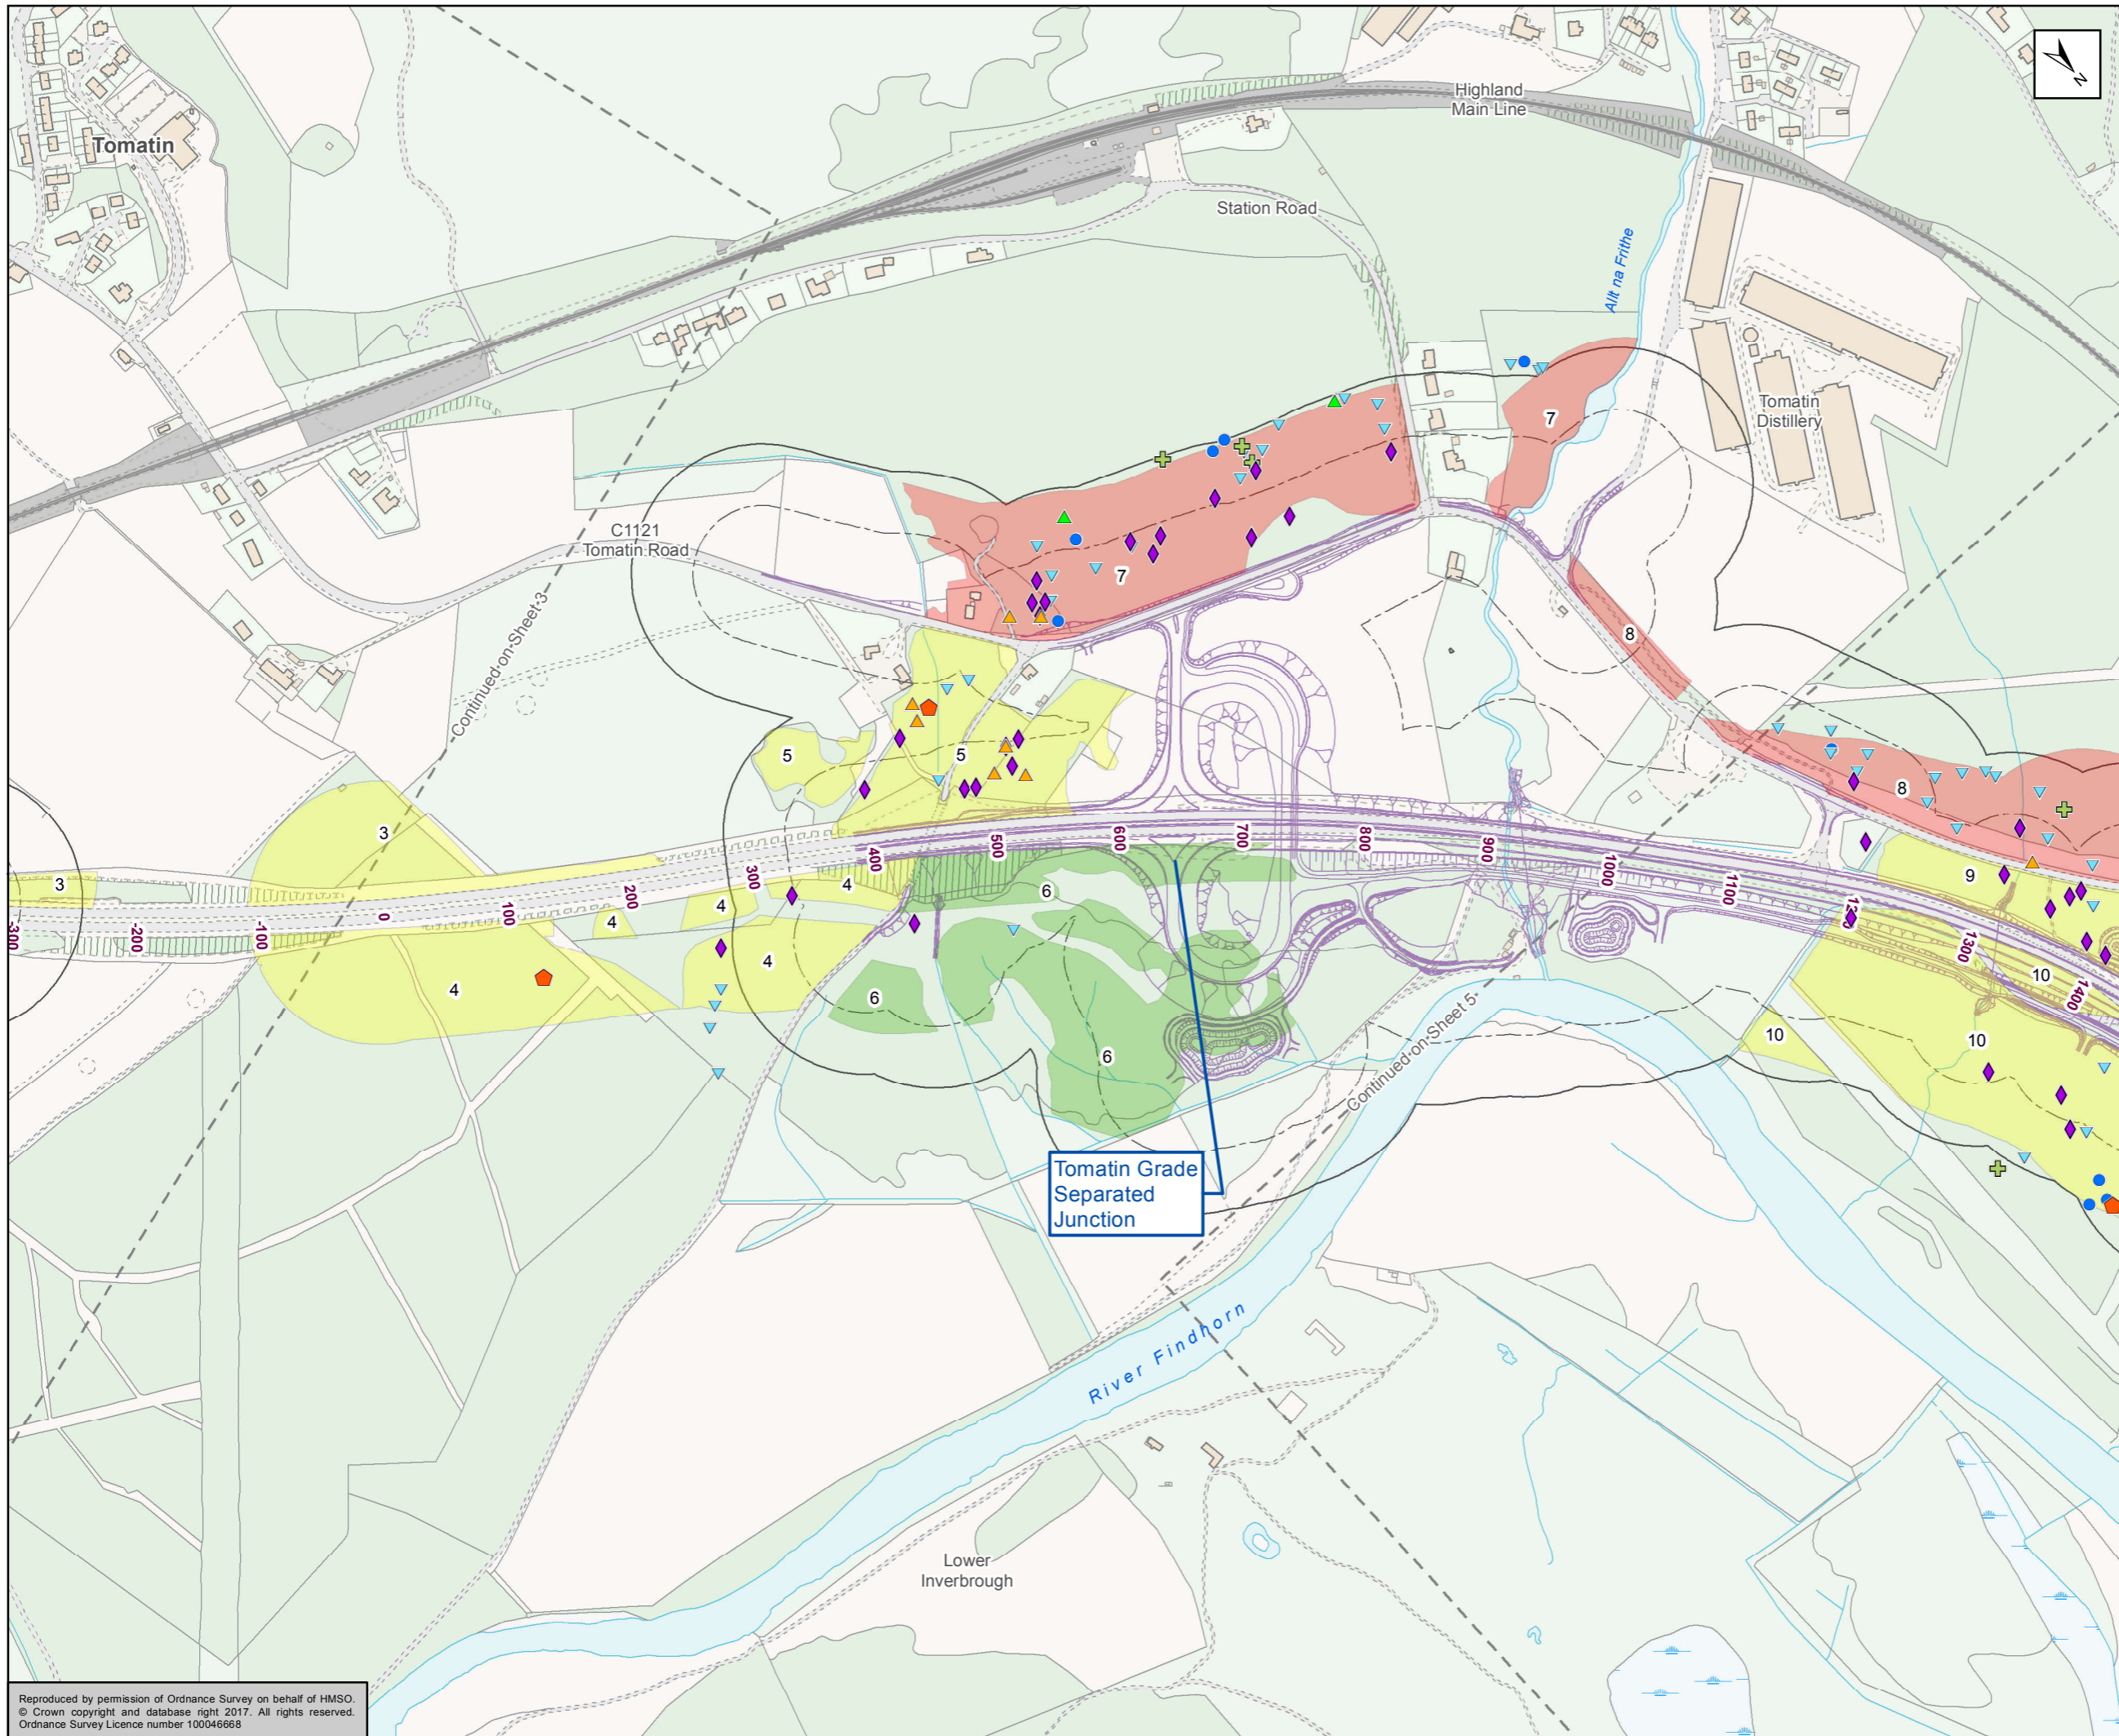 N
Highland
Main Line
Tomatin
Station Road
Allt na Frithe
Tomatin
Distillery
7
C1121
Tomatin Road
7
Continued on Sheet 3
8
5
5
8
3
9
3
4
6
4
4
6
4
4
6
6
10
10
10
-300
-200
-100
0
100
200
300
400
500
600
700
800
900
1000
1100
1200
1300
1400
Continued on Sheet 5
Tomatin Grade
Separated
Junction
River Findhorn
Lower
Inverbrough
Reproduced by permission of Ordnance Survey on behalf of HMSO.
© Crown copyright and database right 2017. All rights reserved.
Ordnance Survey Licence number 100046668